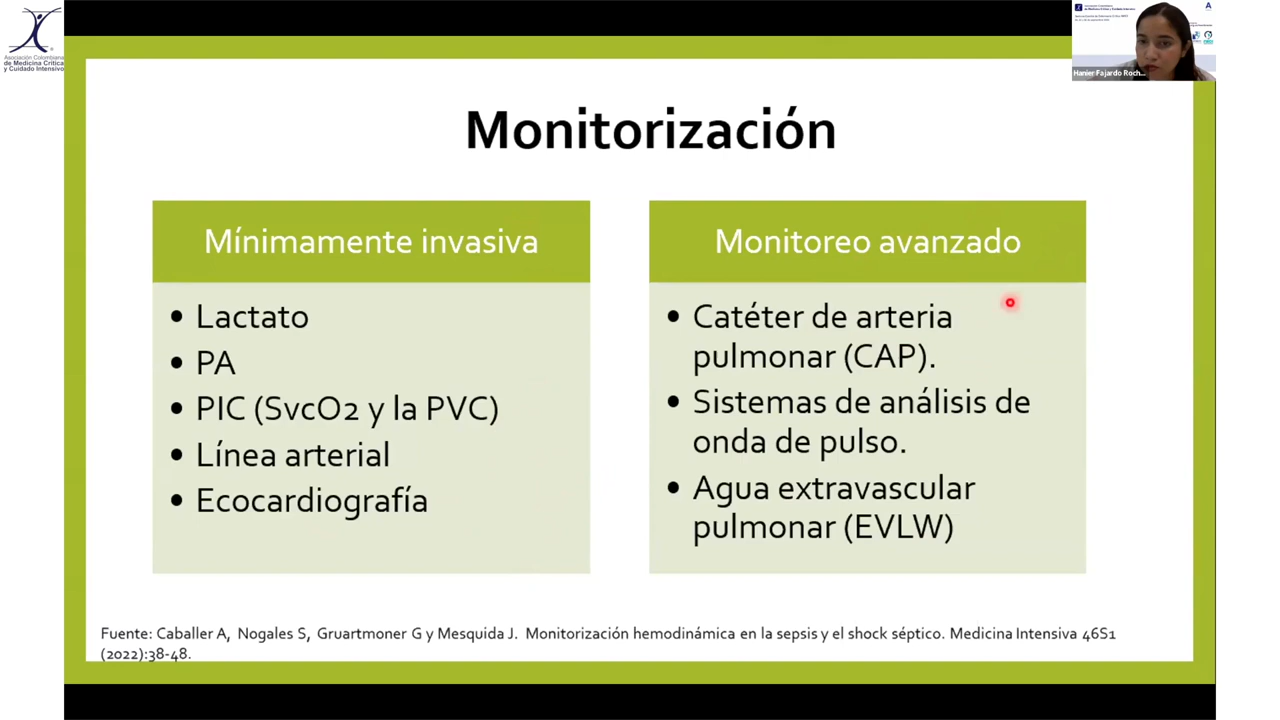 Asociación Colombiana
de Medicina Crítica
y Cuidado Intensivo
Hanier Fajardo Roch...
Monitorización
Mínimamente invasiva
• Lactato
• PA
• PIC (SvcO2 y la PVC)
• Línea arterial
• Ecocardiografía
Monitoreo avanzado
• Catéter de arteria
pulmonar (CAP).
• Sistemas de análisis de
onda de pulso.
• Agua extravascular
pulmonar (EVLW)
Fuente: Caballer A, Nogales S, Gruartmoner G y Mesquida J. Monitorización hemodinámica en la sepsis y el shock séptico. Medicina Intensiva 46S1
(2022):38-48.